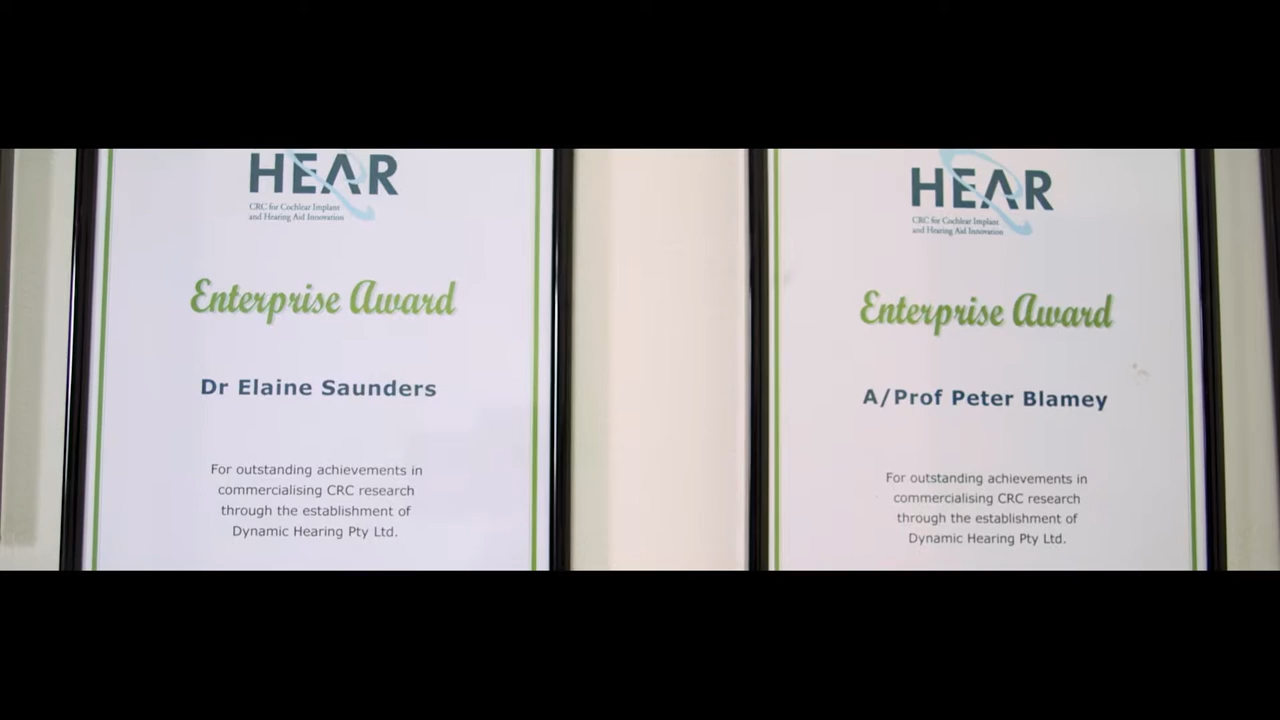 HEAR
CRC for Cochlear Implant
and Hearing Aid Innovation
Enterprise Award
Dr Elaine Saunders
For outstanding achievements in
commercialising CRC research
through the establishment of
Dynamic Hearing Pty Ltd.
HEAR
CRC for Cochlear Implant
and Hearing Aid Innovation
Enterprise Award
A/Prof Peter Blamey
For outstanding achievements in
commercialising CRC research
through the establishment of
Dynamic Hearing Pty Ltd.